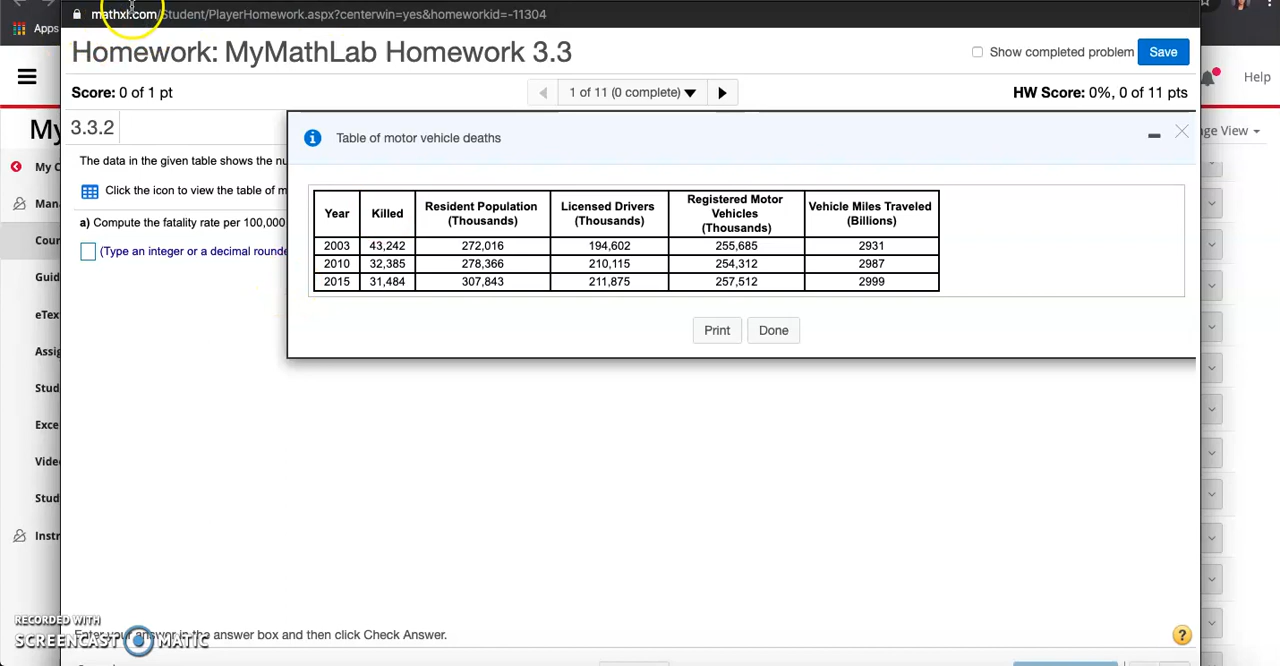 mathxl.com/Student/PlayerHomework.aspx?centerwin=yes&homeworkid=-11304
Apps
Homework: MyMathLab Homework 3.3
Show completed problem
Save
Help
Score: 0 of 1 pt
1 of 11 (0 complete)
HW Score: 0%, 0 of 11 pts
My
3.3.2
Table of motor vehicle deaths
ge View
My C
The data in the given table shows the nu
Click the icon to view the table of m
Man
a) Compute the fatality rate per 100,000
Cour
(Type an integer or a decimal rounde
Year Killed Resident Population (Thousands) Licensed Drivers (Thousands) Registered Motor Vehicles (Thousands) Vehicle Miles Traveled (Billions)
2003 43,242 272,016 194,602 255,685 2931
2010 32,385 278,366 210,115 254,312 2987
2015 31,484 307,843 211,875 257,512 2999
Guid
eTex
Print Done
Assig
Stud
Exce
Vide
Stud
Instr
RECORDED WITH
SCREENCAST MATIC
Enter your answer in the answer box and then click Check Answer.
?